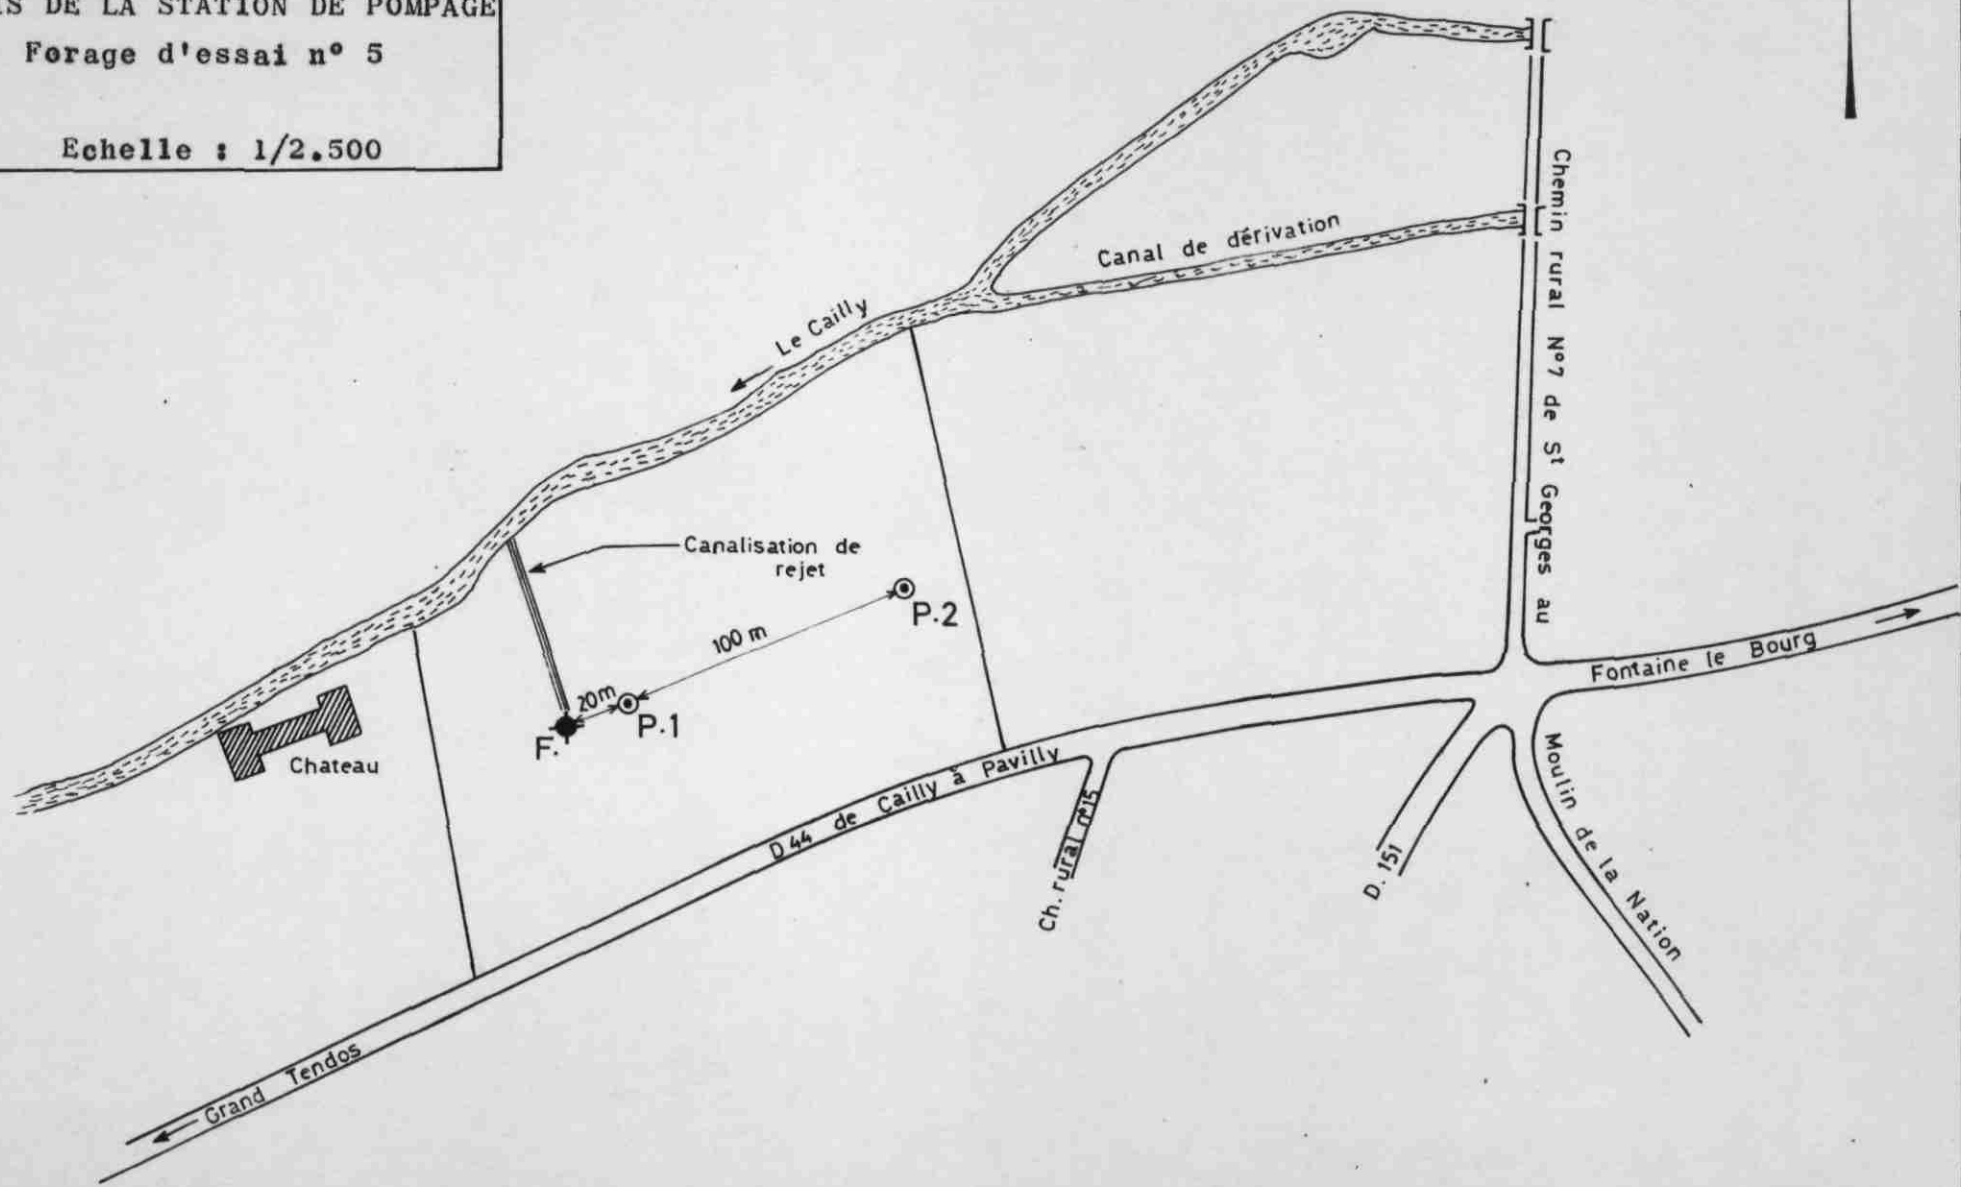 DE LA STATION DE POMPAGE
Forage d'essai n° 5
Echelle : 1/2.500
Chemin rural N°7 de St Georges au
Canal de dérivation
Le Cailly
Canalisation de
rejet
P.2
100 m
20m
P.1
F.
Chateau
Fontaine le Bourg
D 44 de Cailly à Pavilly
Ch. rural n°15
D. 151
Moulin de la Nation
Grand Tendos